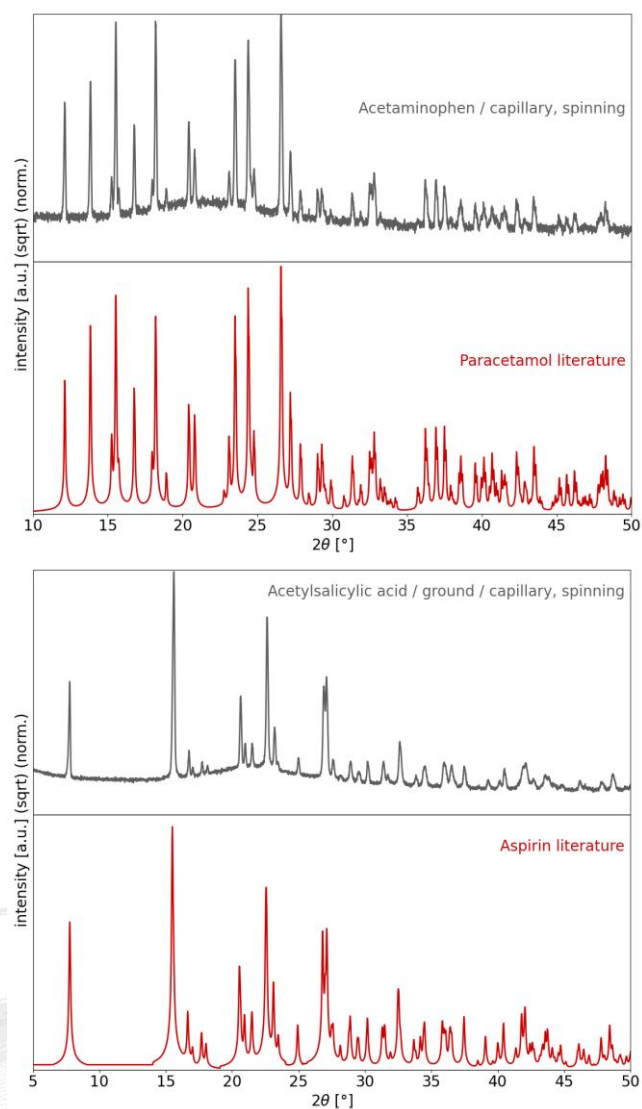 Acetaminophen / capillary, spinning
intensity [a.u.] (sqrt) (norm.)
Paracetamol literature
10 15 20 25 30 35 40 45 50
2θ [°]
Acetylsalicylic acid / ground / capillary, spinning
intensity [a.u.] (sqrt) (norm.)
Aspirin literature
5 10 15 20 25 30 35 40 45 50
2θ [°]